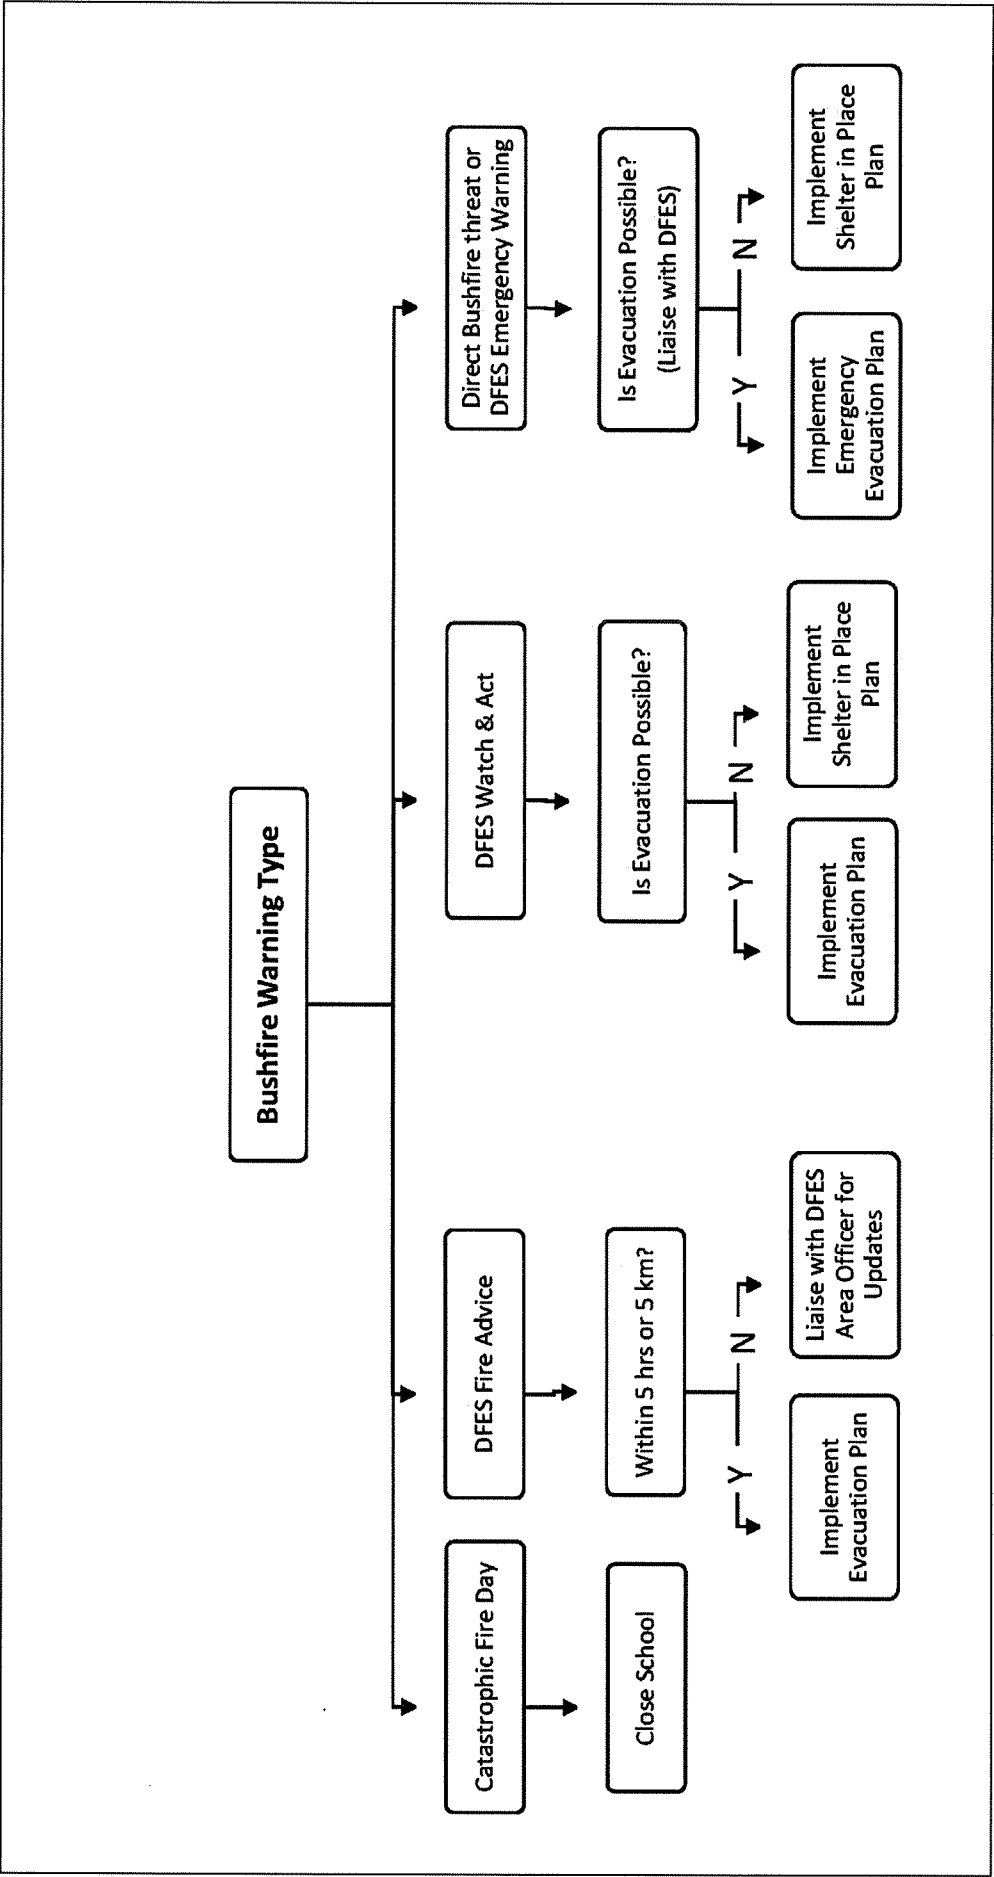 Bushfire Warning Type
Catastrophic Fire Day
DFES Fire Advice
DFES Watch & Act
Direct Bushfire threat or
DFES Emergency Warning
Close School
Within 5 hrs or 5 km?
Is Evacuation Possible?
Is Evacuation Possible?
(Liaise with DFES)
Y
N
Y
N
Y
N
Implement
Evacuation Plan
Liaise with DFES
Area Officer for
Updates
Implement
Evacuation Plan
Implement
Shelter in Place
Plan
Implement
Emergency
Evacuation Plan
Implement
Shelter in Place
Plan